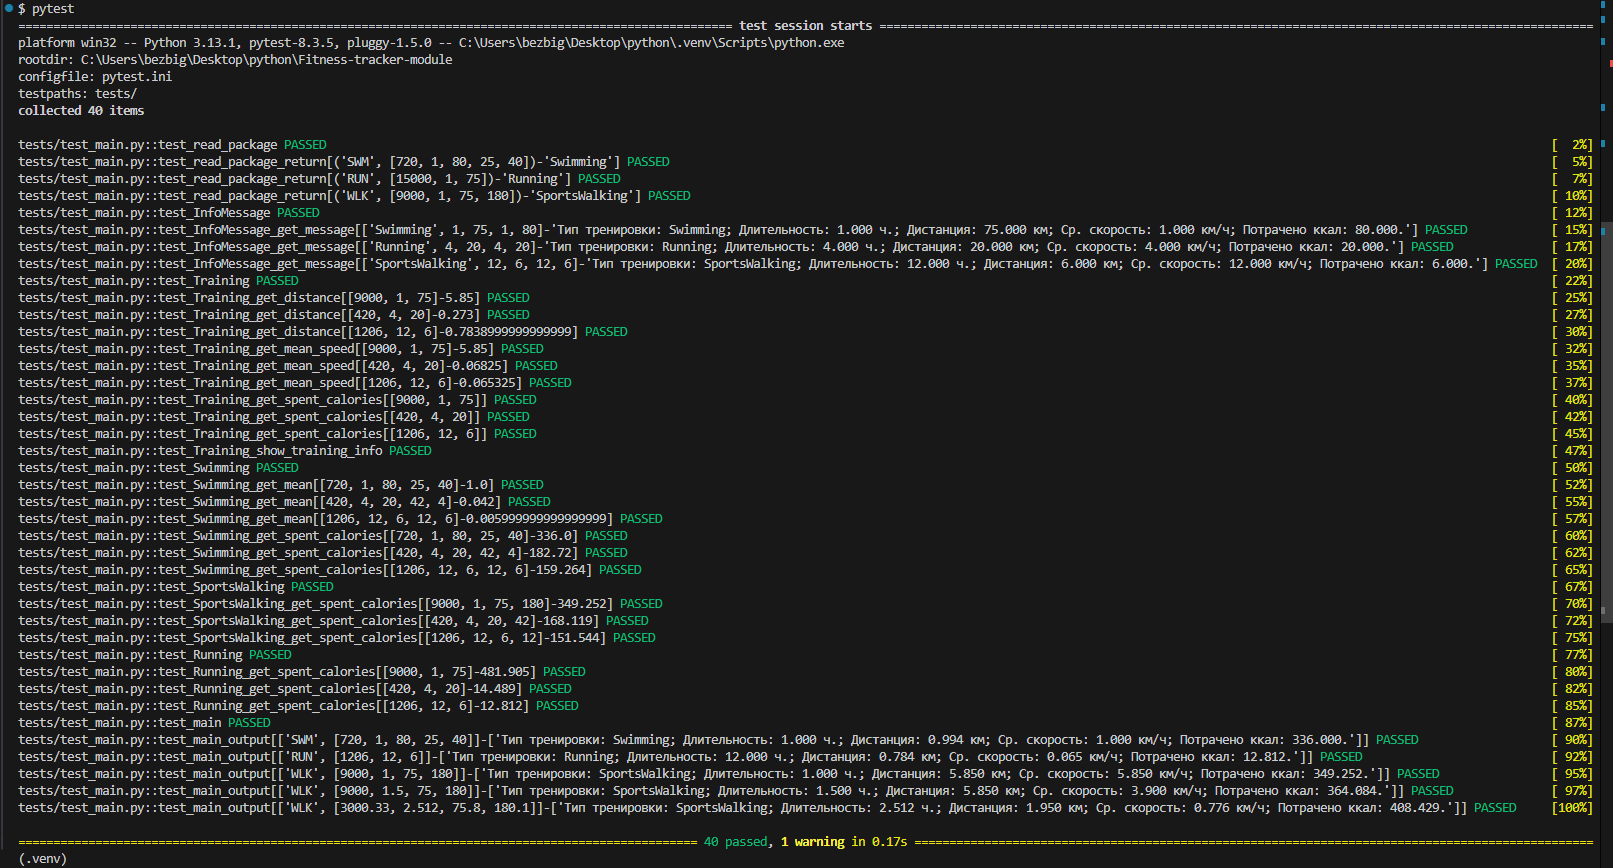 $ pytest
======================================================================================================= test session starts ========================================================================================================
platform win32 -- Python 3.13.1, pytest-8.3.5, pluggy-1.5.0 -- C:\Users\bezbig\Desktop\python\.venv\Scripts\python.exe
rootdir: C:\Users\bezbig\Desktop\python\Fitness-tracker-module
configfile: pytest.ini
testpaths: tests/
collected 40 items
tests/test_main.py::test_read_package PASSED [  2%]
tests/test_main.py::test_read_package_return[('SWM', [720, 1, 80, 25, 40])-'Swimming'] PASSED [  5%]
tests/test_main.py::test_read_package_return[('RUN', [15000, 1, 75])-'Running'] PASSED [  7%]
tests/test_main.py::test_read_package_return[('WLK', [9000, 1, 75, 180])-'SportsWalking'] PASSED [ 10%]
tests/test_main.py::test_InfoMessage PASSED [ 12%]
tests/test_main.py::test_InfoMessage_get_message[['Swimming', 1, 75, 1, 80]-'Тип тренировки: Swimming; Длительность: 1.000 ч.; Дистанция: 75.000 км; Ср. скорость: 1.000 км/ч; Потрачено ккал: 80.000.'] PASSED [ 15%]
tests/test_main.py::test_InfoMessage_get_message[['Running', 4, 20, 4, 20]-'Тип тренировки: Running; Длительность: 4.000 ч.; Дистанция: 20.000 км; Ср. скорость: 4.000 км/ч; Потрачено ккал: 20.000.'] PASSED [ 17%]
tests/test_main.py::test_InfoMessage_get_message[['SportsWalking', 12, 6, 12, 6]-'Тип тренировки: SportsWalking; Длительность: 12.000 ч.; Дистанция: 6.000 км; Ср. скорость: 12.000 км/ч; Потрачено ккал: 6.000.'] PASSED [ 20%]
tests/test_main.py::test_Training PASSED [ 22%]
tests/test_main.py::test_Training_get_distance[[9000, 1, 75]-5.85] PASSED [ 25%]
tests/test_main.py::test_Training_get_distance[[420, 4, 20]-0.273] PASSED [ 27%]
tests/test_main.py::test_Training_get_distance[[1206, 12, 6]-0.7838999999999999] PASSED [ 30%]
tests/test_main.py::test_Training_get_mean_speed[[9000, 1, 75]-5.85] PASSED [ 32%]
tests/test_main.py::test_Training_get_mean_speed[[420, 4, 20]-0.06825] PASSED [ 35%]
tests/test_main.py::test_Training_get_mean_speed[[1206, 12, 6]-0.065325] PASSED [ 37%]
tests/test_main.py::test_Training_get_spent_calories[[9000, 1, 75]] PASSED [ 40%]
tests/test_main.py::test_Training_get_spent_calories[[420, 4, 20]] PASSED [ 42%]
tests/test_main.py::test_Training_get_spent_calories[[1206, 12, 6]] PASSED [ 45%]
tests/test_main.py::test_Training_show_training_info PASSED [ 47%]
tests/test_main.py::test_Swimming PASSED [ 50%]
tests/test_main.py::test_Swimming_get_mean[[720, 1, 80, 25, 40]-1.0] PASSED [ 52%]
tests/test_main.py::test_Swimming_get_mean[[420, 4, 20, 42, 4]-0.042] PASSED [ 55%]
tests/test_main.py::test_Swimming_get_mean[[1206, 12, 6, 12, 6]-0.005999999999999999] PASSED [ 57%]
tests/test_main.py::test_Swimming_get_spent_calories[[720, 1, 80, 25, 40]-336.0] PASSED [ 60%]
tests/test_main.py::test_Swimming_get_spent_calories[[420, 4, 20, 42, 4]-182.72] PASSED [ 62%]
tests/test_main.py::test_Swimming_get_spent_calories[[1206, 12, 6, 12, 6]-159.264] PASSED [ 65%]
tests/test_main.py::test_SportsWalking PASSED [ 67%]
tests/test_main.py::test_SportsWalking_get_spent_calories[[9000, 1, 75, 180]-349.252] PASSED [ 70%]
tests/test_main.py::test_SportsWalking_get_spent_calories[[420, 4, 20, 42]-168.119] PASSED [ 72%]
tests/test_main.py::test_SportsWalking_get_spent_calories[[1206, 12, 6, 12]-151.544] PASSED [ 75%]
tests/test_main.py::test_Running PASSED [ 77%]
tests/test_main.py::test_Running_get_spent_calories[[9000, 1, 75]-481.905] PASSED [ 80%]
tests/test_main.py::test_Running_get_spent_calories[[420, 4, 20]-14.489] PASSED [ 82%]
tests/test_main.py::test_Running_get_spent_calories[[1206, 12, 6]-12.812] PASSED [ 85%]
tests/test_main.py::test_main PASSED [ 87%]
tests/test_main.py::test_main_output[['SWM', [720, 1, 80, 25, 40]]-['Тип тренировки: Swimming; Длительность: 1.000 ч.; Дистанция: 0.994 км; Ср. скорость: 1.000 км/ч; Потрачено ккал: 336.000.']] PASSED [ 90%]
tests/test_main.py::test_main_output[['RUN', [1206, 12, 6]]-['Тип тренировки: Running; Длительность: 12.000 ч.; Дистанция: 0.784 км; Ср. скорость: 0.065 км/ч; Потрачено ккал: 12.812.']] PASSED [ 92%]
tests/test_main.py::test_main_output[['WLK', [9000, 1, 75, 180]]-['Тип тренировки: SportsWalking; Длительность: 1.000 ч.; Дистанция: 5.850 км; Ср. скорость: 5.850 км/ч; Потрачено ккал: 349.252.']] PASSED [ 95%]
tests/test_main.py::test_main_output[['WLK', [9000, 1.5, 75, 180]]-['Тип тренировки: SportsWalking; Длительность: 1.500 ч.; Дистанция: 5.850 км; Ср. скорость: 3.900 км/ч; Потрачено ккал: 364.084.']] PASSED [ 97%]
tests/test_main.py::test_main_output[['WLK', [3000.33, 2.512, 75.8, 180.1]]-['Тип тренировки: SportsWalking; Длительность: 2.512 ч.; Дистанция: 1.950 км; Ср. скорость: 0.776 км/ч; Потрачено ккал: 408.429.']] PASSED [100%]
================================================================================================= 40 passed, 1 warning in 0.17s =================================================================================================
(.venv)